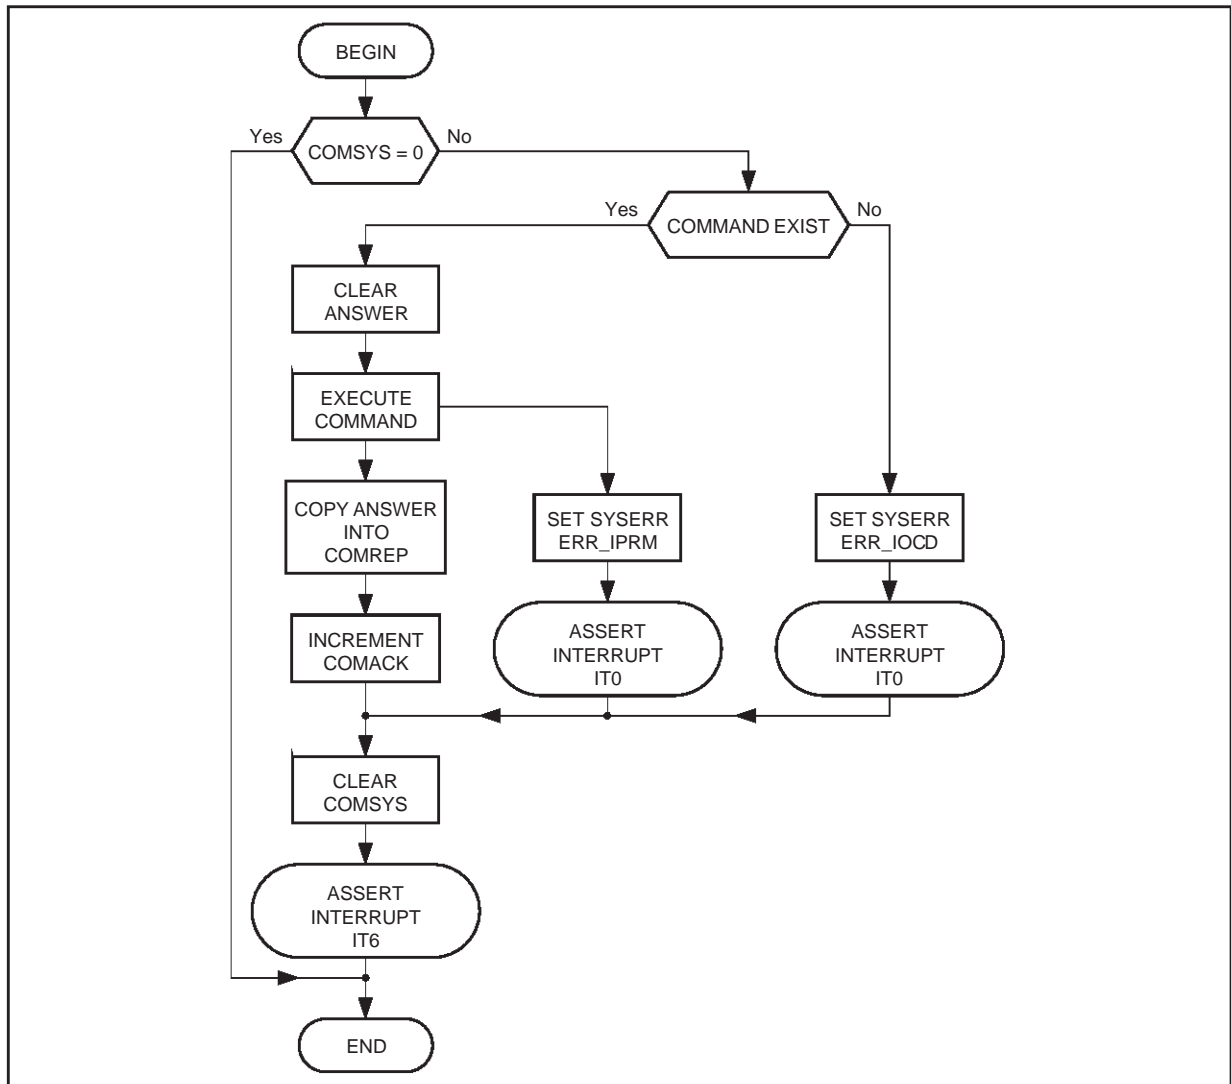 BEGIN
Yes
COMSYS = 0
No
Yes
COMMAND EXIST
No
CLEAR
ANSWER
EXECUTE
COMMAND
COPY ANSWER
INTO
COMREP
SET SYSERR
ERR_IPRM
SET SYSERR
ERR_IOCD
INCREMENT
COMACK
ASSERT
INTERRUPT
IT0
ASSERT
INTERRUPT
IT0
CLEAR
COMSYS
ASSERT
INTERRUPT
IT6
END